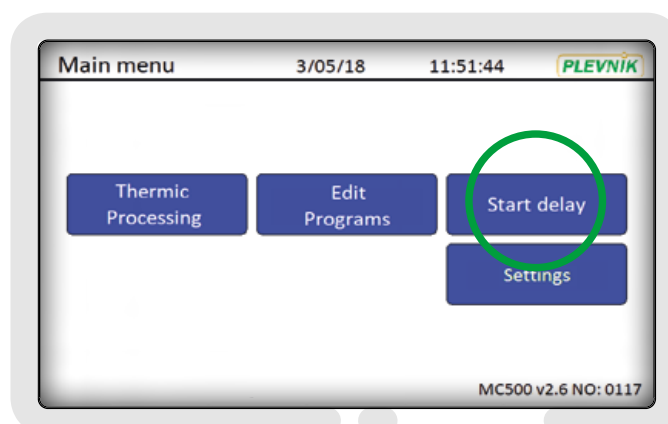 Main menu 3/05/18 11:51:44 PLEVNIK
Thermic
Processing
Edit
Programs
Start delay
Settings
MC500 v2.6 NO: 0117